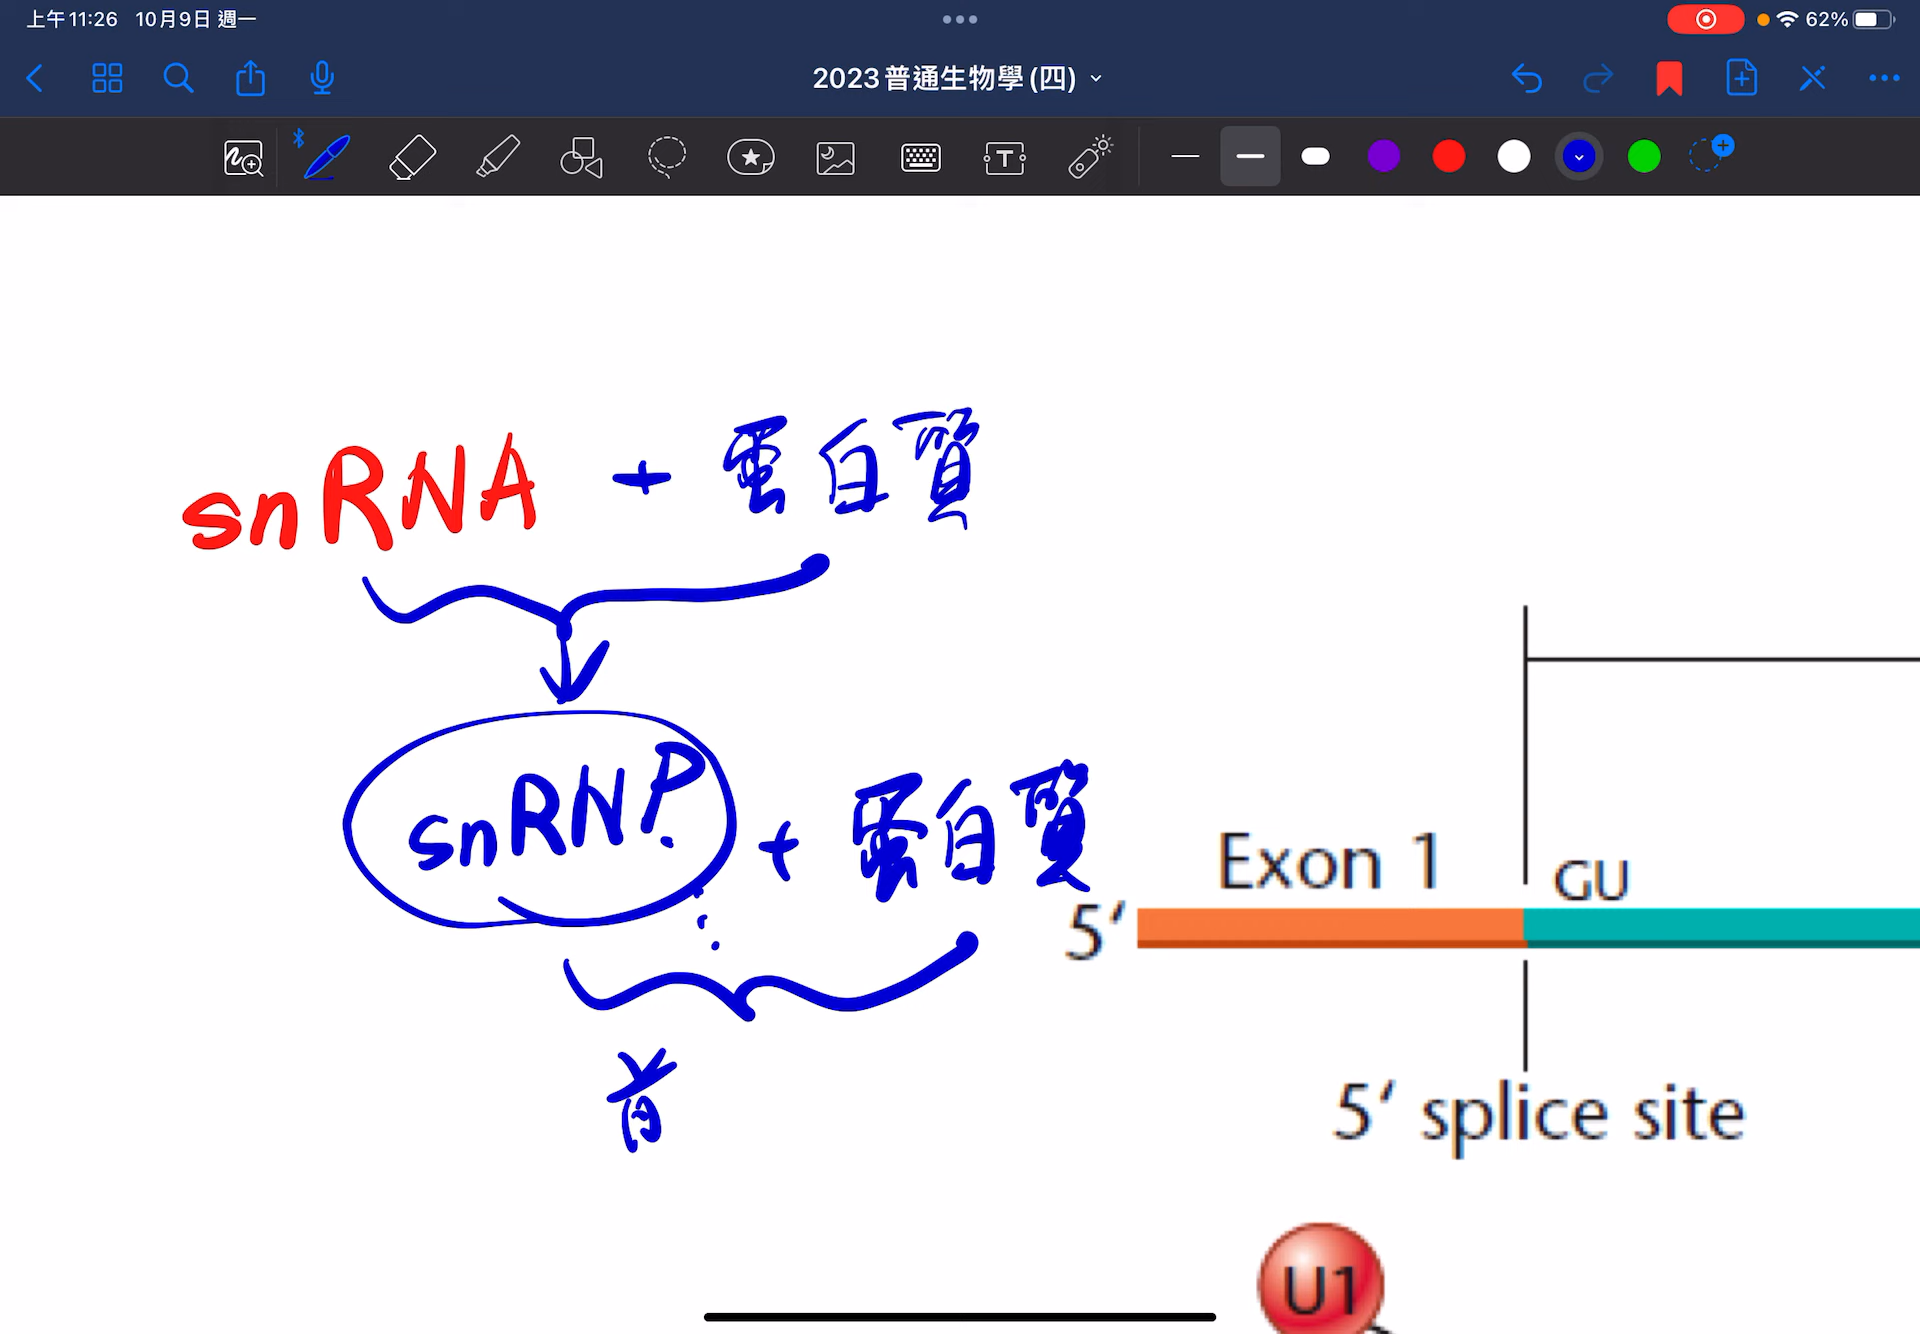 上午11:26 10月9日 週一
62%
2023普通生物學(四)
T
snRNA + 蛋白質
snRNP + 蛋白質
Exon 1
GU
5′
5′ splice site
U1